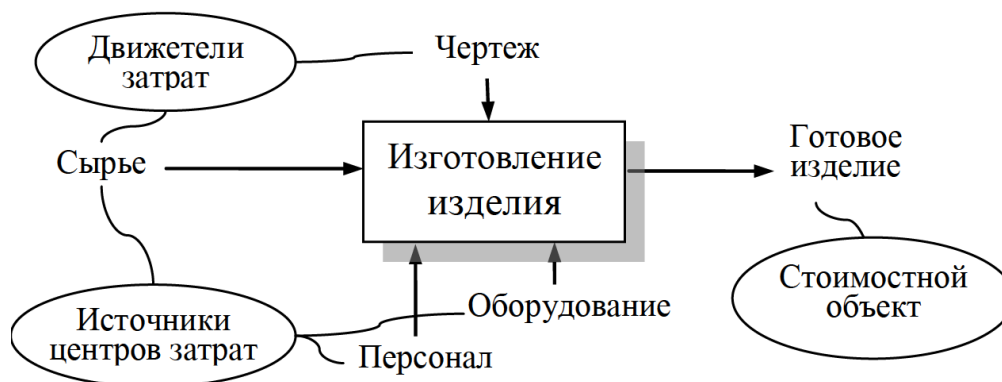 Движетели
затрат
Чертеж
Сырье
Изготовление
изделия
Готовое
изделие
Источники
центров затрат
Оборудование
Персонал
Стоимостной
объект